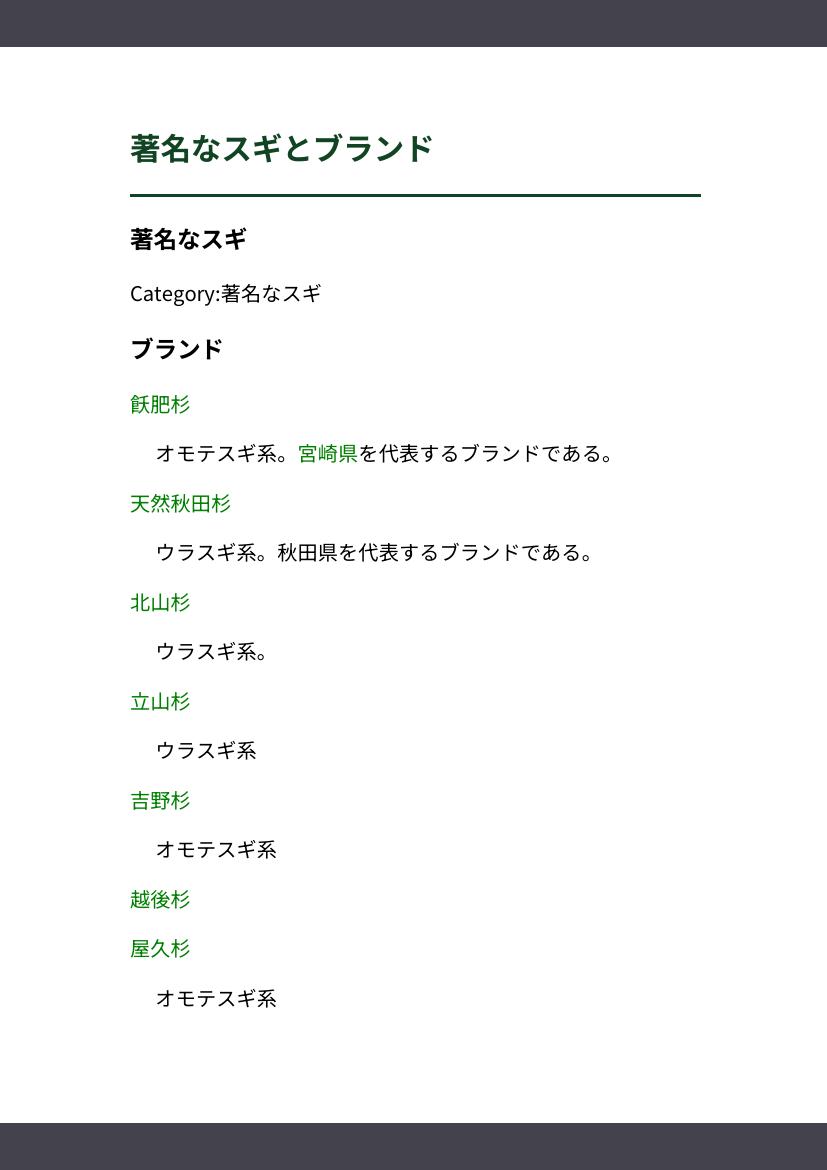 著名なスギとブランド
著名なスギ
Category:著名なスギ
ブランド
飫肥杉
オモテスギ系。宮崎県を代表するブランドである。
天然秋田杉
ウラスギ系。秋田県を代表するブランドである。
北山杉
ウラスギ系。
立山杉
ウラスギ系
吉野杉
オモテスギ系
越後杉
屋久杉
オモテスギ系